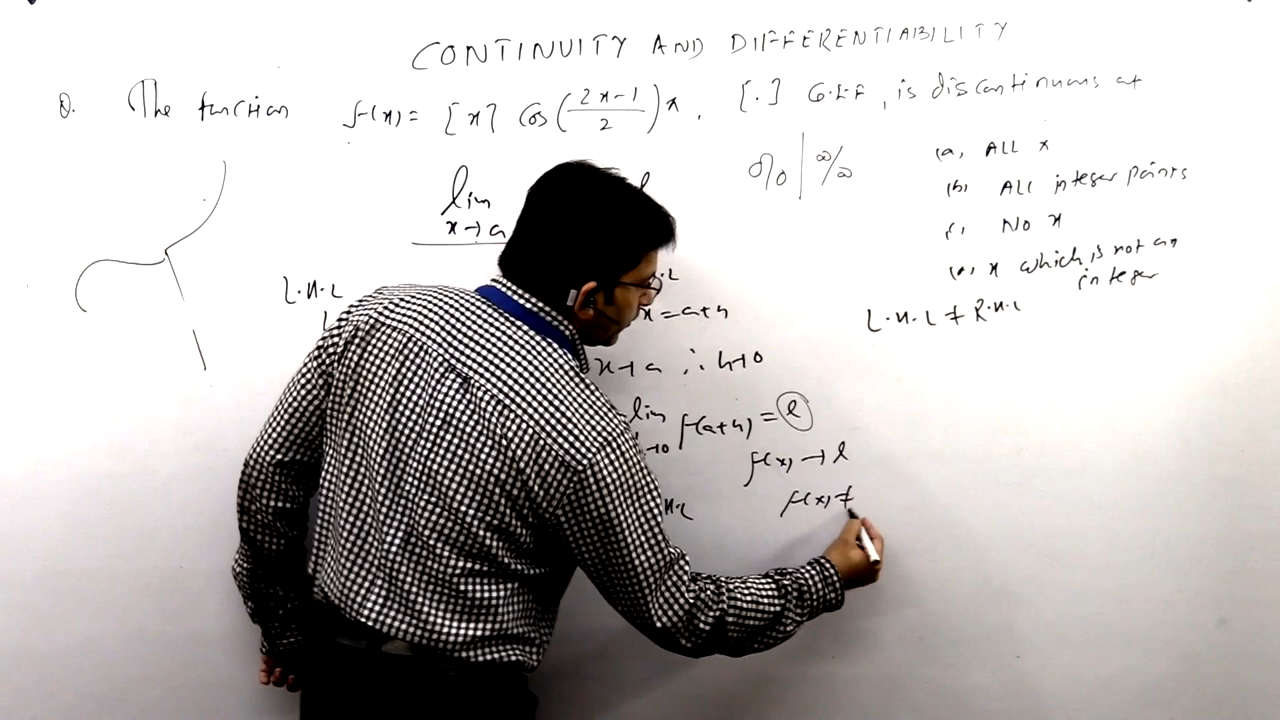 CONTINUITY AND DIFFERENTIABILITY
Q. The function f(x) = [x] cos(2x-1/2)π, [.] G.I.F, is discontinuous at
(a) ALL x
(b) ALL integer points
No x
x which is not an integer
lim x→a
0/0 | ∞/∞
L.H.L
x = a+h
L.H.L ≠ R.H.L
x→a ∴ h→0
lim f(a+h) = l
→0
f(x) → l
f(x) ≠